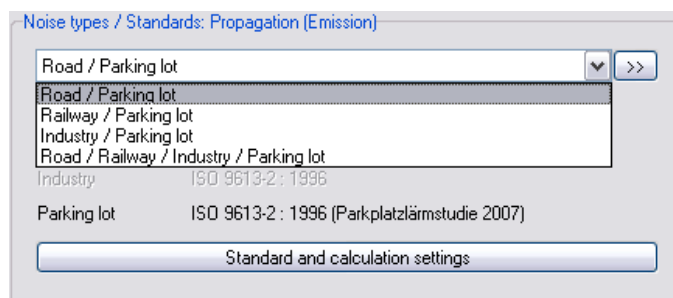 Noise types / Standards: Propagation (Emission)
Road / Parking lot
>>
Road / Parking lot
Railway / Parking lot
Industry / Parking lot
Road / Railway / Industry / Parking lot
Industry ISO 9613-2 : 1996
Parking lot ISO 9613-2 : 1996 (Parkplatzlärmstudie 2007)
Standard and calculation settings